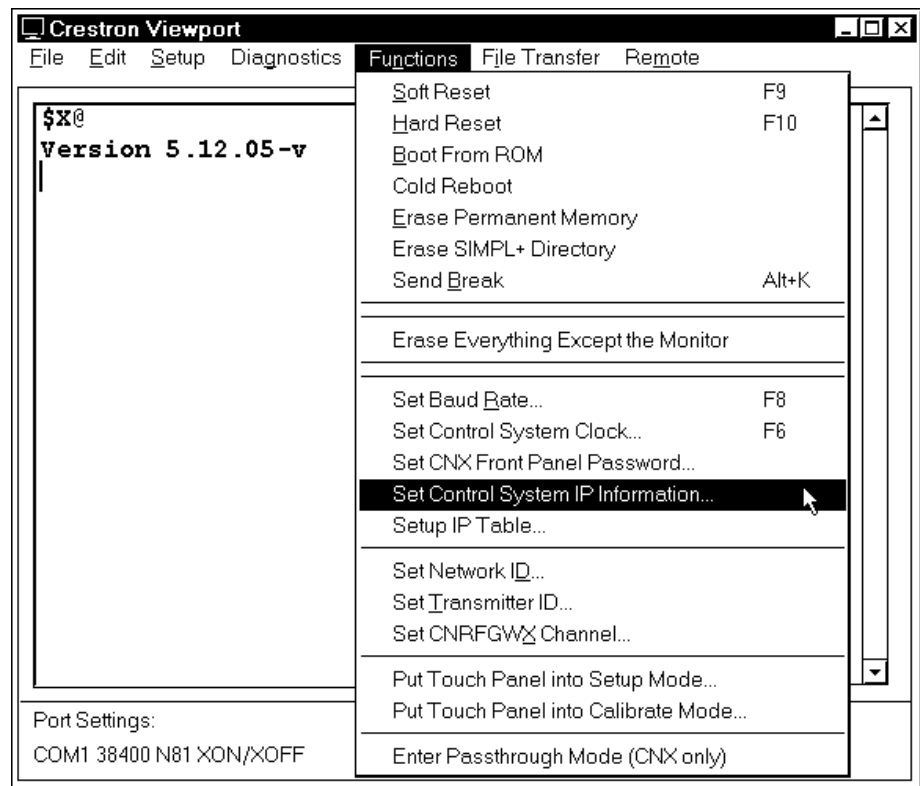 Crestron Viewport
File Edit Setup Diagnostics Functions File Transfer Remote
$X@
Version 5.12.05-v
Soft Reset F9
Hard Reset F10
Boot From ROM
Cold Reboot
Erase Permanent Memory
Erase SIMPL+ Directory
Send Break Alt+K
Erase Everything Except the Monitor
Set Baud Rate... F8
Set Control System Clock... F6
Set CNX Front Panel Password...
Set Control System IP Information...
Setup IP Table...
Set Network ID...
Set Transmitter ID...
Set CNRFGWX Channel...
Put Touch Panel into Setup Mode...
Put Touch Panel into Calibrate Mode...
Enter Passthrough Mode (CNX only)
Port Settings:
COM1 38400 N81 XON/XOFF